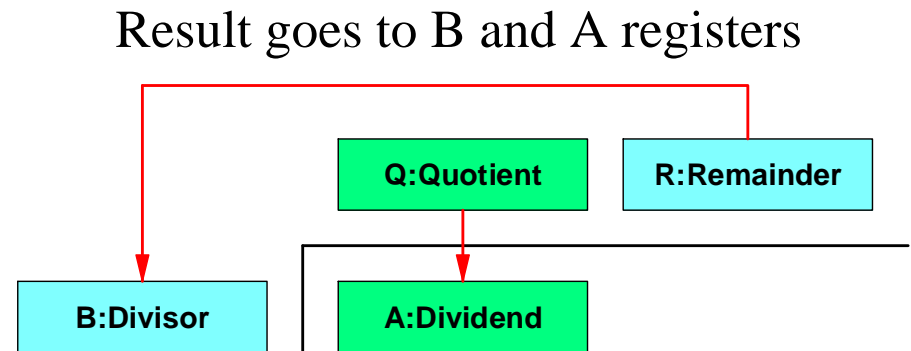 Result goes to B and A registers
Q:Quotient R:Remainder
B:Divisor A:Dividend